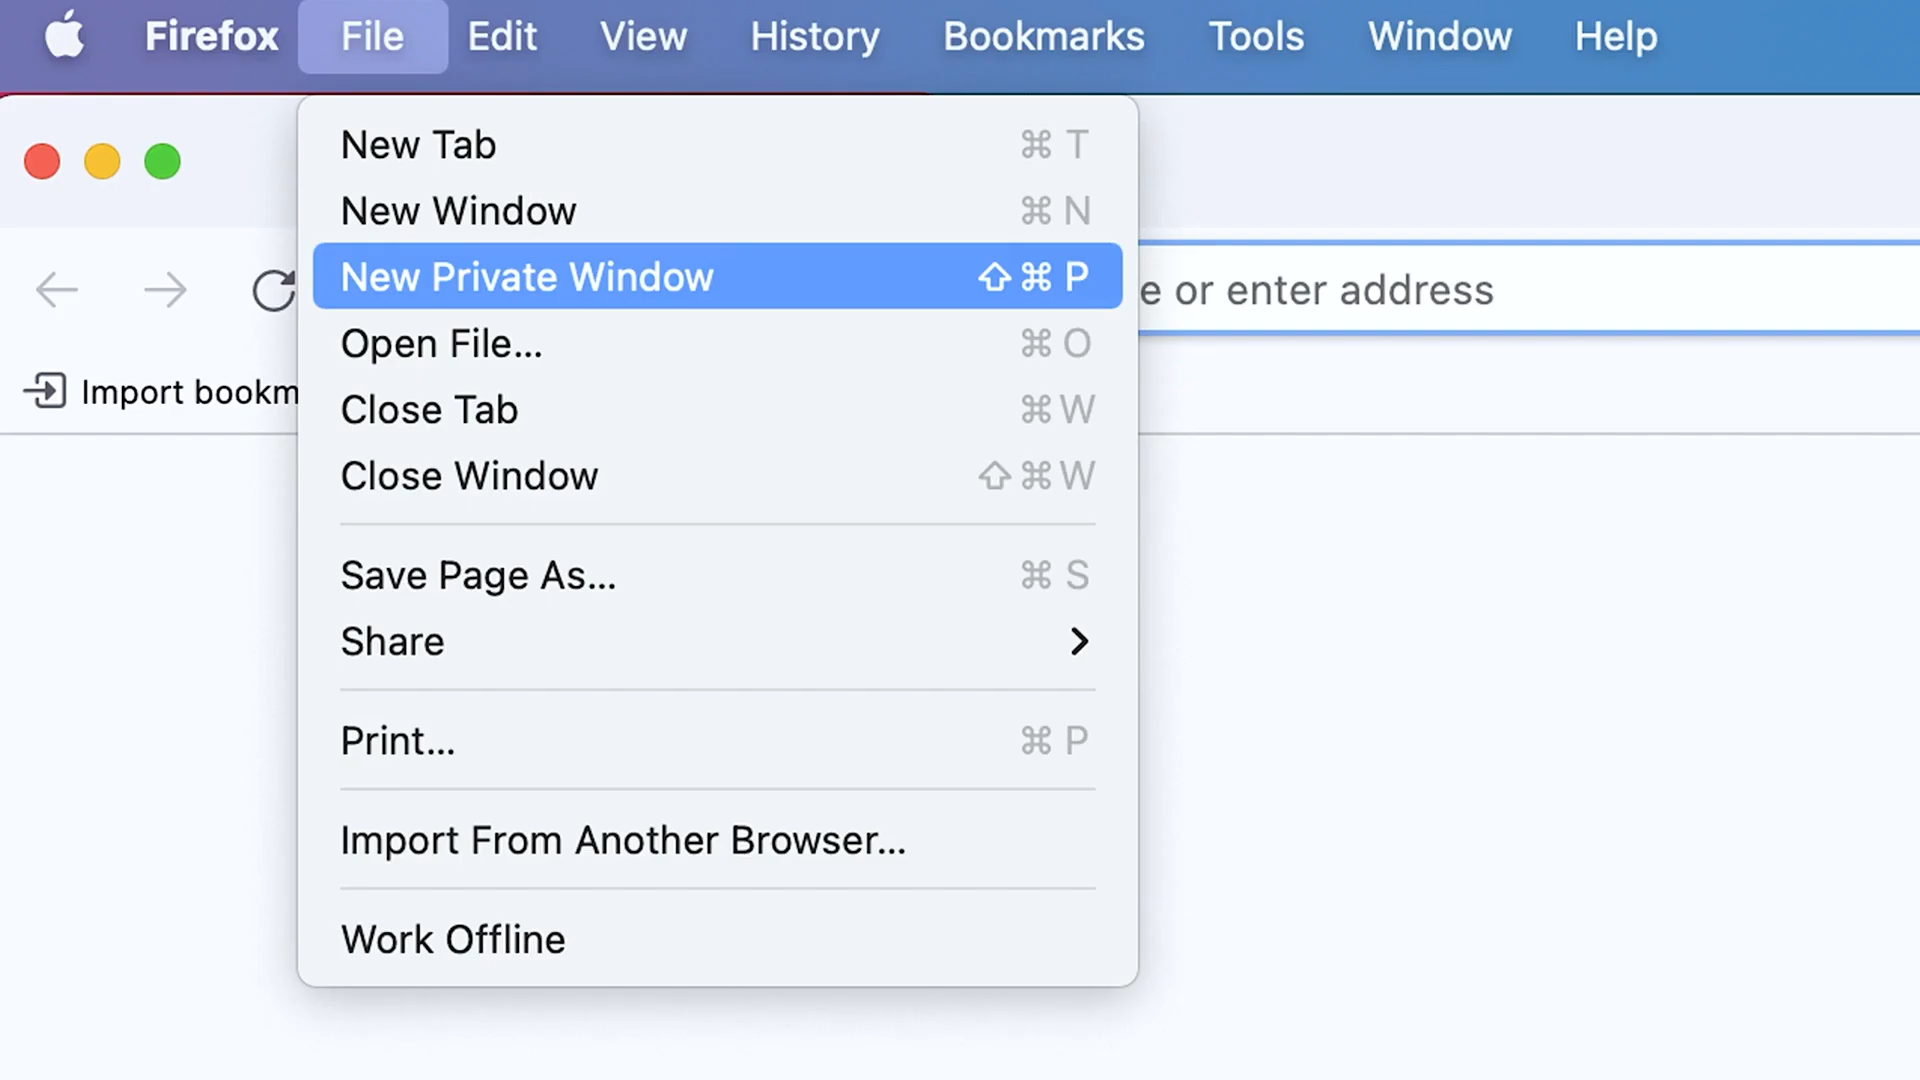 Firefox File Edit View History Bookmarks Tools Window Help
New Tab ⌘ T
New Window ⌘ N
New Private Window ⇧ ⌘ P
e or enter address
Open File... ⌘ O
Import bookm
Close Tab ⌘ W
Close Window ⇧ ⌘ W
Save Page As... ⌘ S
Share
Print... ⌘ P
Import From Another Browser...
Work Offline